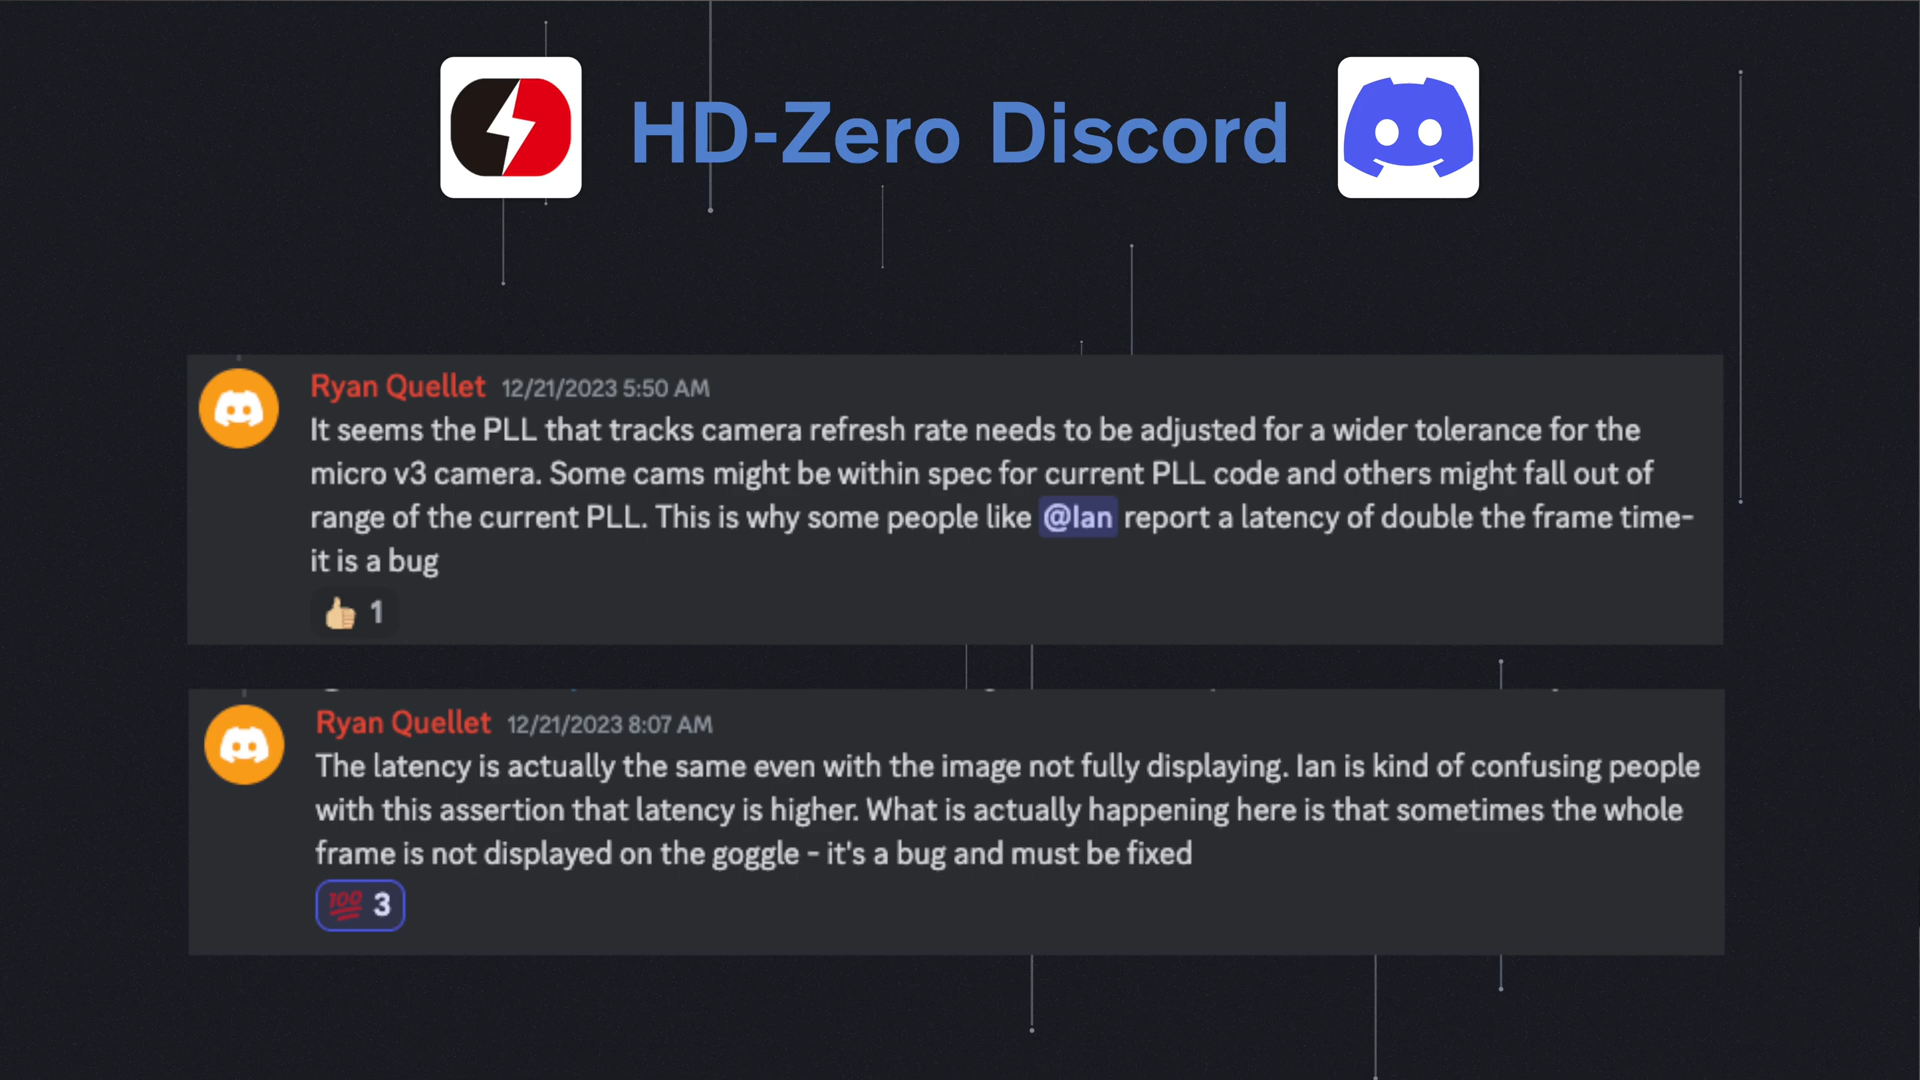 HD-Zero Discord
Ryan Quellet 12/21/2023 5:50 AM
It seems the PLL that tracks camera refresh rate needs to be adjusted for a wider tolerance for the
micro v3 camera. Some cams might be within spec for current PLL code and others might fall out of
range of the current PLL. This is why some people like @Ian report a latency of double the frame time-
it is a bug
👍 1
Ryan Quellet 12/21/2023 8:07 AM
The latency is actually the same even with the image not fully displaying. Ian is kind of confusing people
with this assertion that latency is higher. What is actually happening here is that sometimes the whole
frame is not displayed on the goggle - it's a bug and must be fixed
💯 3